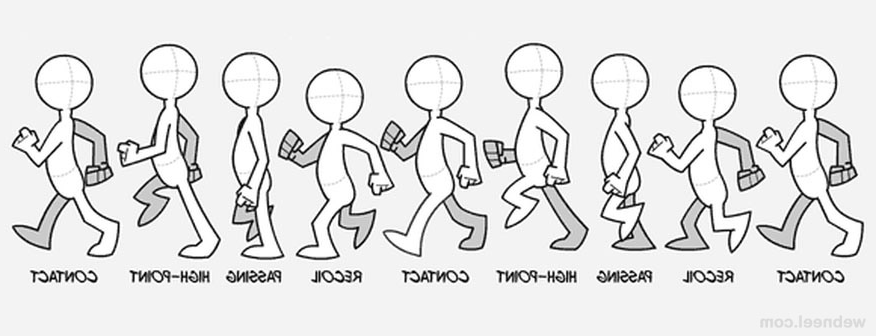 CONTACT
HIGH-POINT
PASSING
RECOIL
CONTACT
HIGH-POINT
PASSING
RECOIL
CONTACT
webneel.com